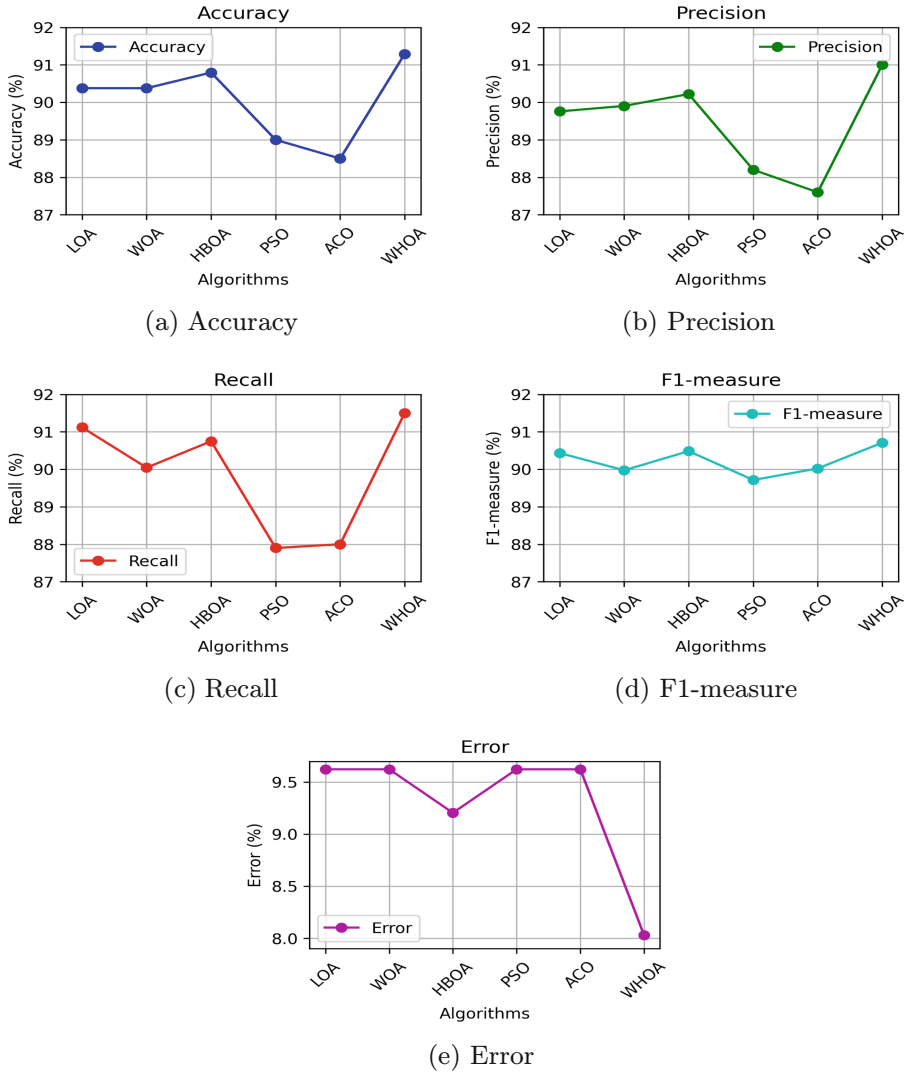 Accuracy
92
91
90
89
88
87
Accuracy (%)
Accuracy
LOA
WOA
HBOA
PSO
ACO
WHOA
Algorithms
(a) Accuracy
Precision
92
91
90
89
88
87
Precision (%)
Precision
LOA
WOA
HBOA
PSO
ACO
WHOA
Algorithms
(b) Precision
Recall
92
91
90
89
88
87
Recall (%)
Recall
LOA
WOA
HBOA
PSO
ACO
WHOA
Algorithms
(c) Recall
F1-measure
92
91
90
89
88
87
F1-measure (%)
F1-measure
LOA
WOA
HBOA
PSO
ACO
WHOA
Algorithms
(d) F1-measure
Error
9.5
9.0
8.5
8.0
Error (%)
Error
LOA
WOA
HBOA
PSO
ACO
WHOA
Algorithms
(e) Error